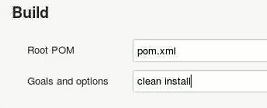 Build
Root POM pom.xml
Goals and options clean install